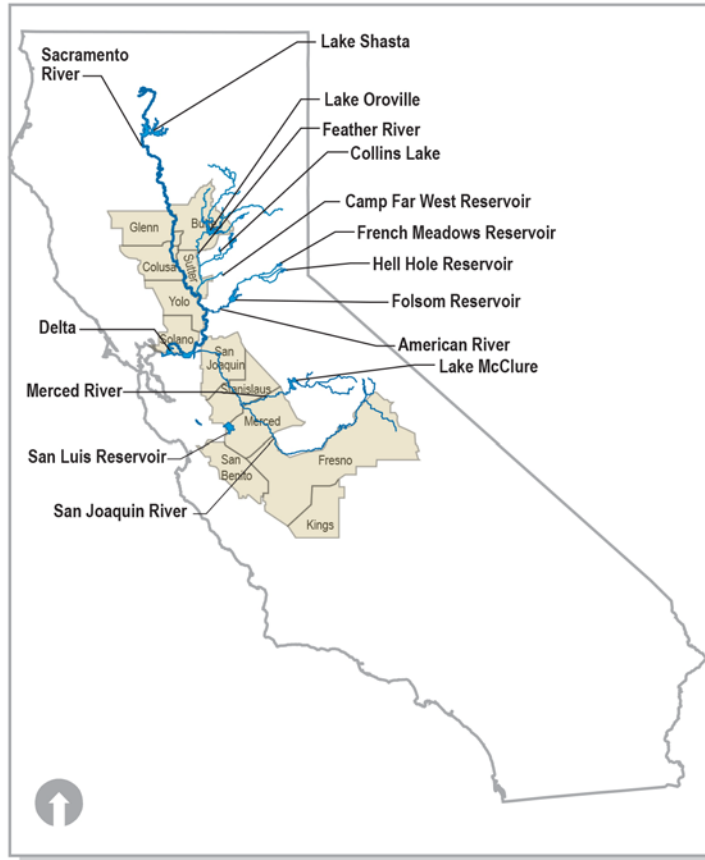 Lake Shasta
Sacramento
River
Lake Oroville
Feather River
Collins Lake
Camp Far West Reservoir
French Meadows Reservoir
Hell Hole Reservoir
Folsom Reservoir
American River
Lake McClure
Glenn
Colusa
Sutter
Yolo
Solano
Delta
San
Joaquin
Stanislaus
Merced River
Merced
San Luis Reservoir
San
Benito
Fresno
San Joaquin River
Kings